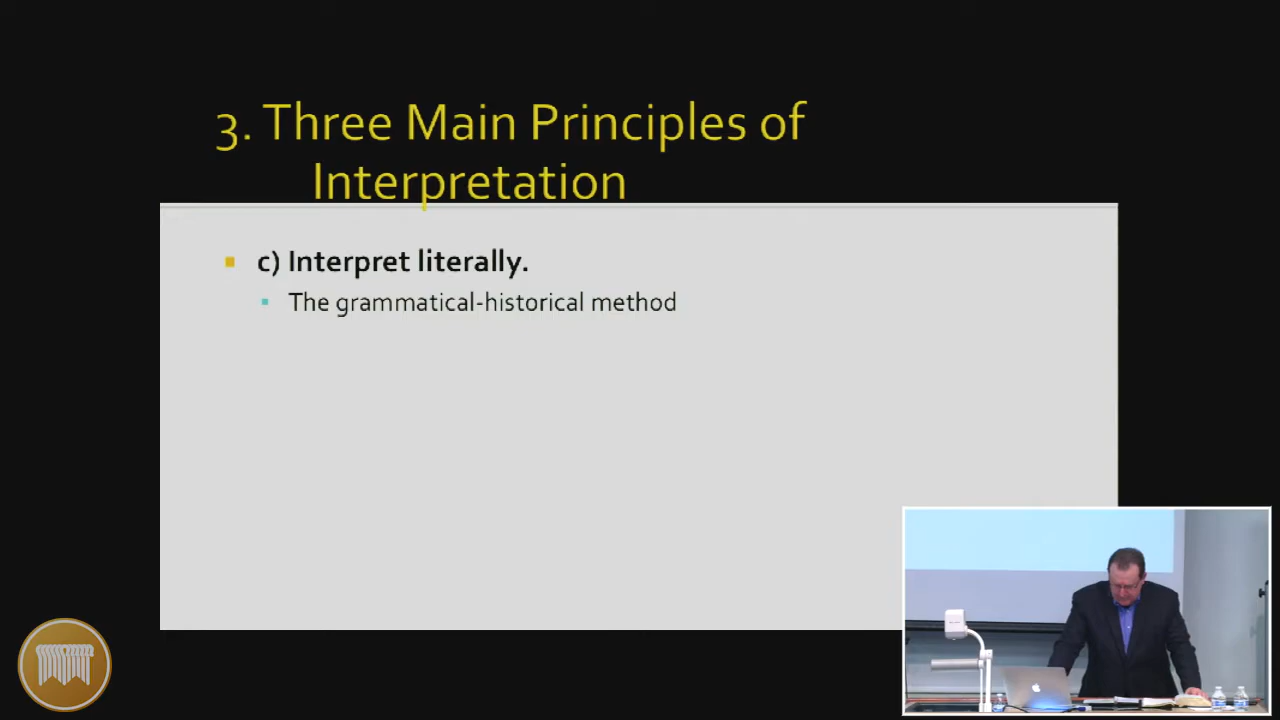 3. Three Main Principles of
Interpretation
c) Interpret literally.
The grammatical-historical method